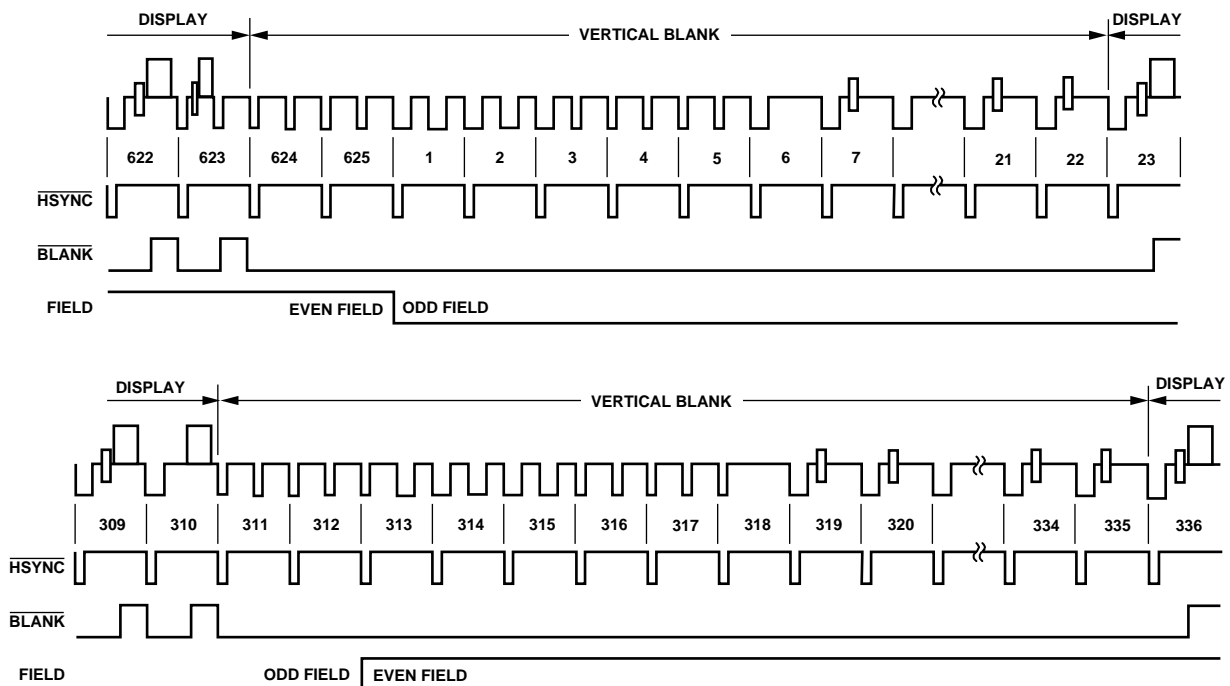 DISPLAY VERTICAL BLANK DISPLAY
622 623 624 625 1 2 3 4 5 6 7 21 22 23
HSYNC
BLANK
FIELD EVEN FIELD ODD FIELD
DISPLAY VERTICAL BLANK DISPLAY
309 310 311 312 313 314 315 316 317 318 319 320 334 335 336
HSYNC
BLANK
FIELD ODD FIELD EVEN FIELD